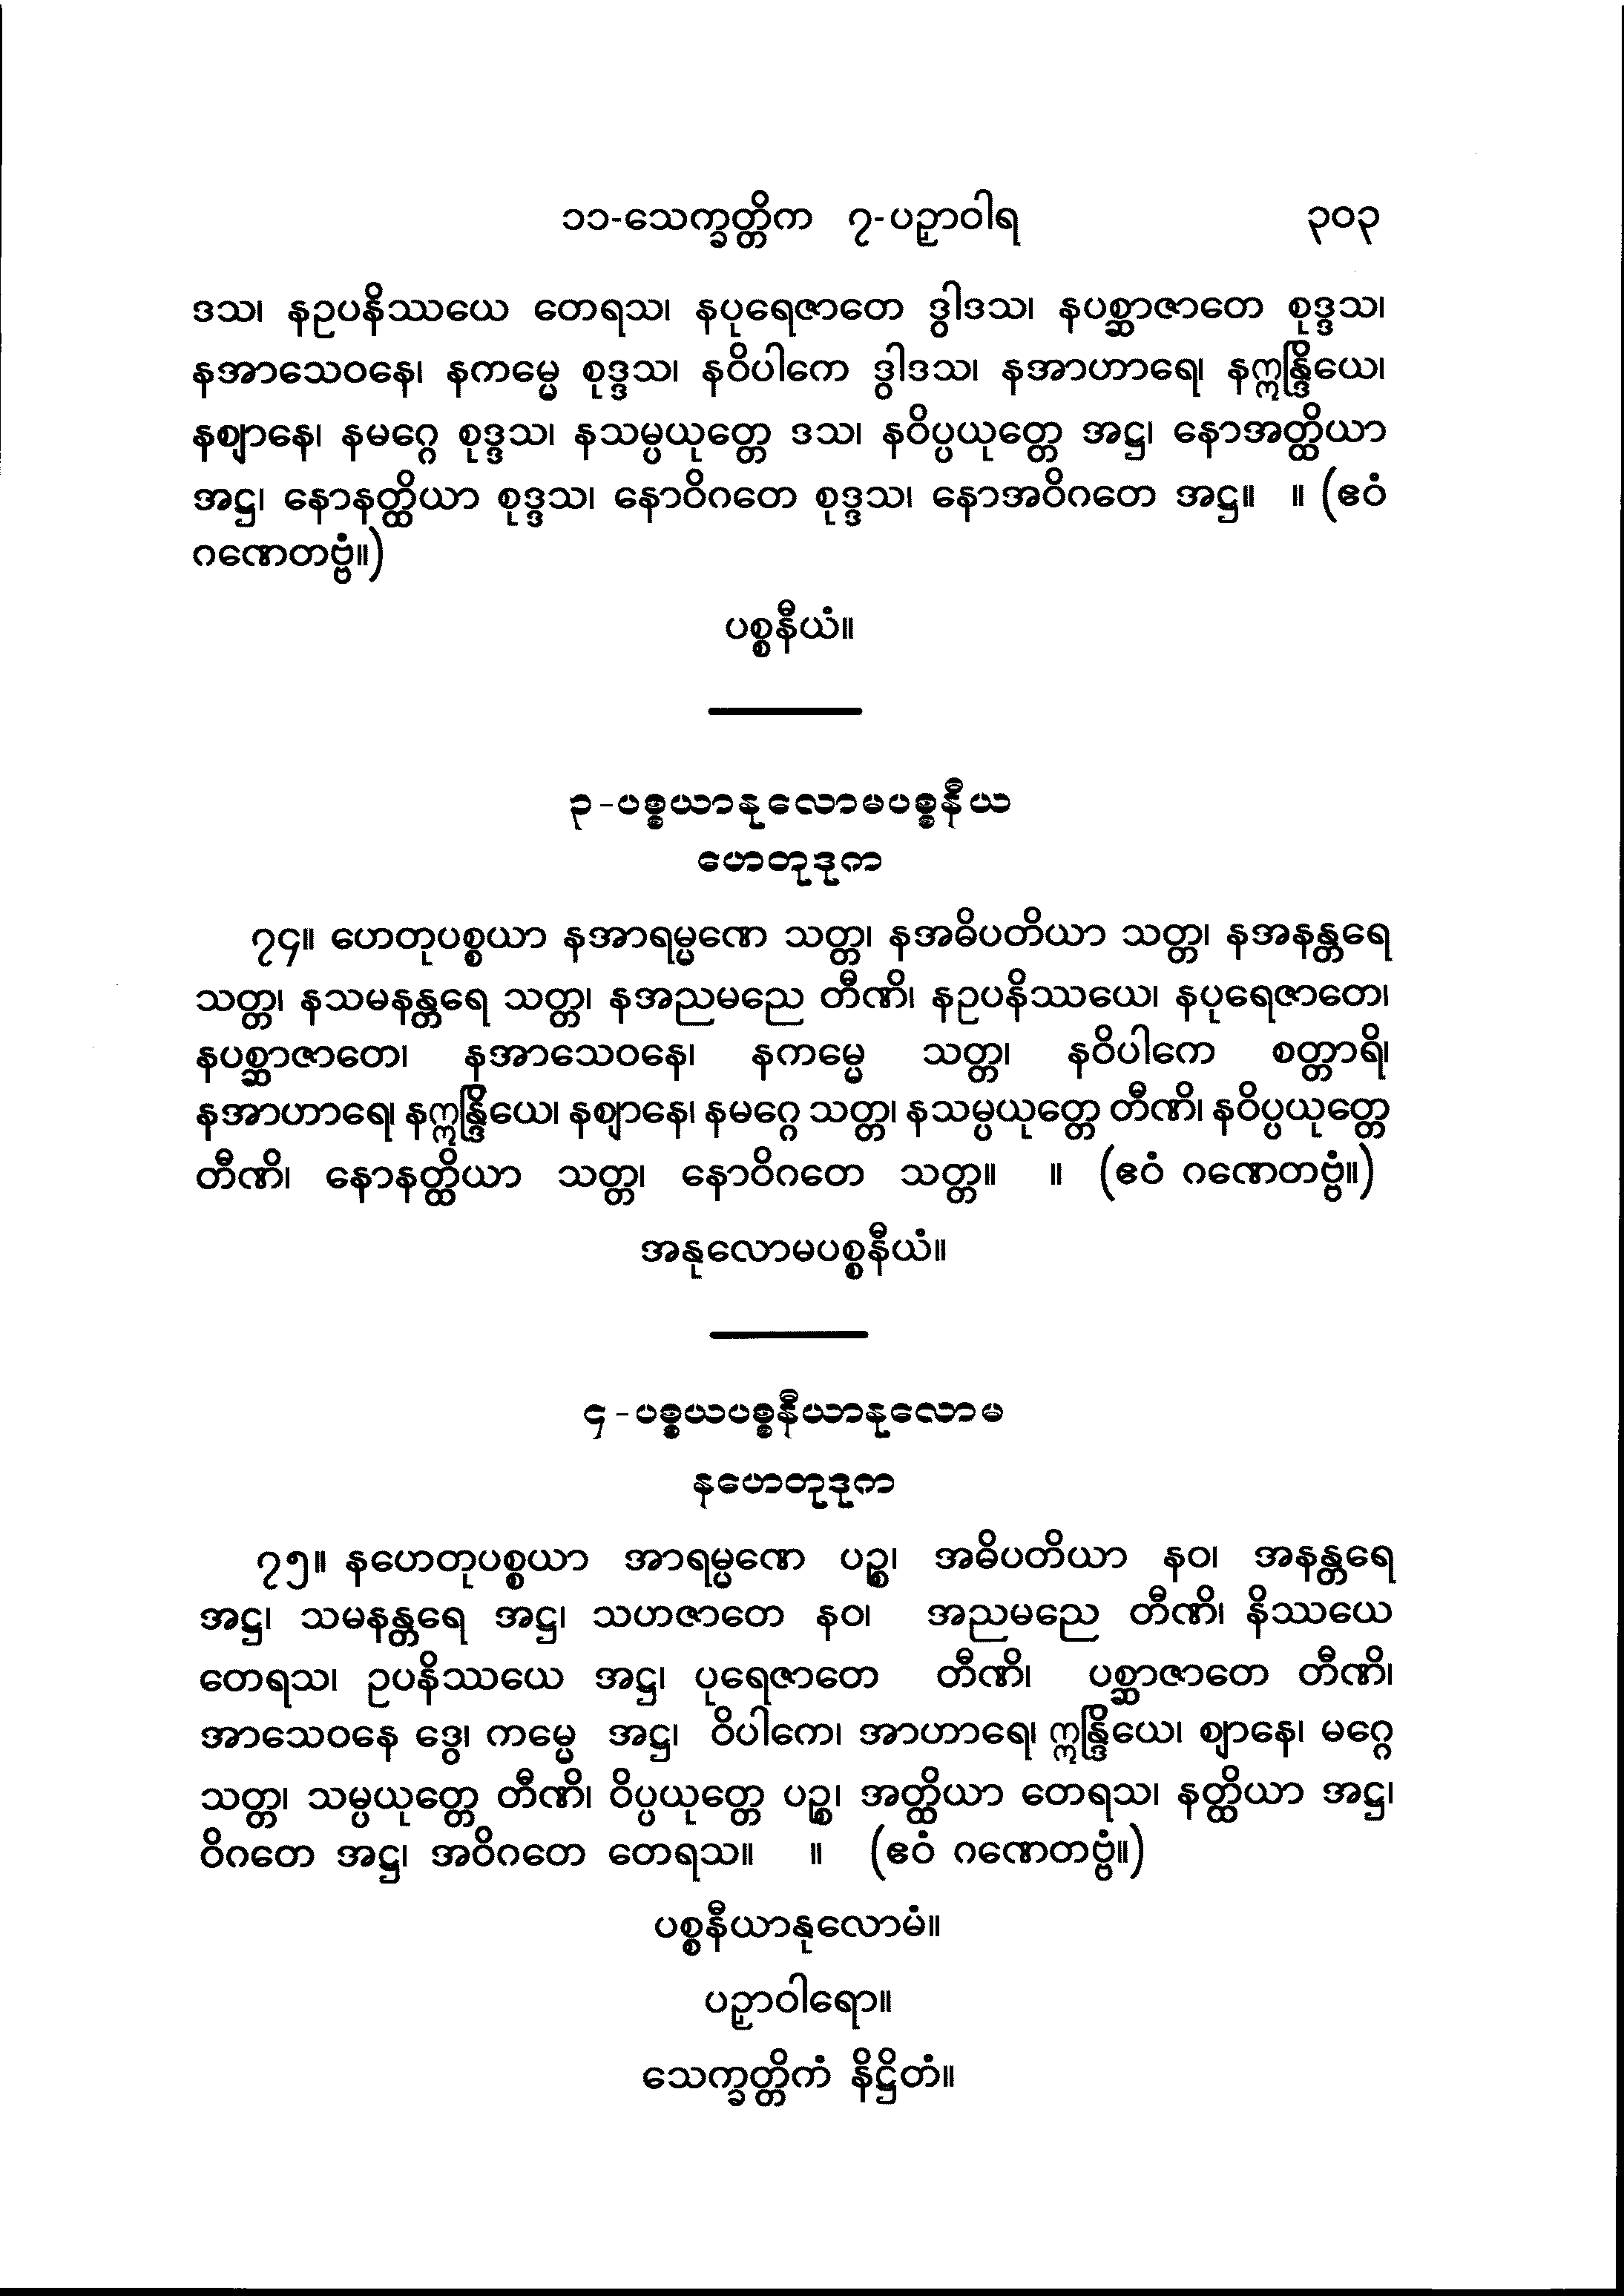 ၁၁-သေက္ခတ္တိက ၇-ပဉှာဝါရ ၃၀၃
ဒသ၊ နဥပနိဿယေ တေရသ၊ နပုရေဇာတေ ဒွါဒသ၊ နပစ္ဆာဇာတေ စုဒ္ဒသ၊
နအာသေဝနေ၊ နကမ္မေ စုဒ္ဒသ၊ နဝိပါကေ ဒွါဒသ၊ နအာဟာရေ၊ နဣန္ဒြိယေ၊
နဈာနေ၊ နမဂ္ဂေ စုဒ္ဒသ၊ နသမ္ပယုတ္တေ ဒသ၊ နဝိပ္ပယုတ္တေ အဋ္ဌ၊ နောအတ္ထိယာ
အဋ္ဌ၊ နောနတ္ထိယာ စုဒ္ဒသ၊ နောဝိဂတေ စုဒ္ဒသ၊ နောအဝိဂတေ အဋ္ဌ။ ။ (ဧဝံ
ဂဏေတဗ္ဗံ။)
ပစ္စနီယံ။
၃-ပစ္စယာနုလောမပစ္စနီယ
ဟေတုဒုက
၇၄။ ဟေတုပစ္စယာ နအာရမ္မဏေ သတ္တ၊ နအဓိပတိယာ သတ္တ၊ နအနန္တရေ
သတ္တ၊ နသမနန္တရေ သတ္တ၊ နအညမညေ တီဏိ၊ နဥပနိဿယေ၊ နပုရေဇာတေ၊
နပစ္ဆာဇာတေ၊ နအာသေဝနေ၊ နကမ္မေ သတ္တ၊ နဝိပါကေ စတ္တာရိ၊
နအာဟာရေ၊ နဣန္ဒြိယေ၊ နဈာနေ၊ နမဂ္ဂေ သတ္တ၊ နသမ္ပယုတ္တေ တီဏိ၊ နဝိပ္ပယုတ္တေ
တီဏိ၊ နောနတ္ထိယာ သတ္တ၊ နောဝိဂတေ သတ္တ။ ။ (ဧဝံ ဂဏေတဗ္ဗံ။)
အနုလောမပစ္စနီယံ။
၄-ပစ္စယပစ္စနီယာနုလောမ
နဟေတုဒုက
၇၅။ နဟေတုပစ္စယာ အာရမ္မဏေ ပဉ္စ၊ အဓိပတိယာ နဝ၊ အနန္တရေ
အဋ္ဌ၊ သမနန္တရေ အဋ္ဌ၊ သဟဇာတေ နဝ၊ အညမညေ တီဏိ၊ နိဿယေ
တေရသ၊ ဥပနိဿယေ အဋ္ဌ၊ ပုရေဇာတေ တီဏိ၊ ပစ္ဆာဇာတေ တီဏိ၊
အာသေဝနေ ဒွေ၊ ကမ္မေ အဋ္ဌ၊ ဝိပါကေ၊ အာဟာရေ၊ ဣန္ဒြိယေ၊ ဈာနေ၊ မဂ္ဂေ
သတ္တ၊ သမ္ပယုတ္တေ တီဏိ၊ ဝိပ္ပယုတ္တေ ပဉ္စ၊ အတ္ထိယာ တေရသ၊ နတ္ထိယာ အဋ္ဌ၊
ဝိဂတေ အဋ္ဌ၊ အဝိဂတေ တေရသ။ ။ (ဧဝံ ဂဏေတဗ္ဗံ။)
ပစ္စနီယာနုလောမံ။
ပဉှာဝါရော။
သေက္ခတ္တိကံ နိဋ္ဌိတံ။